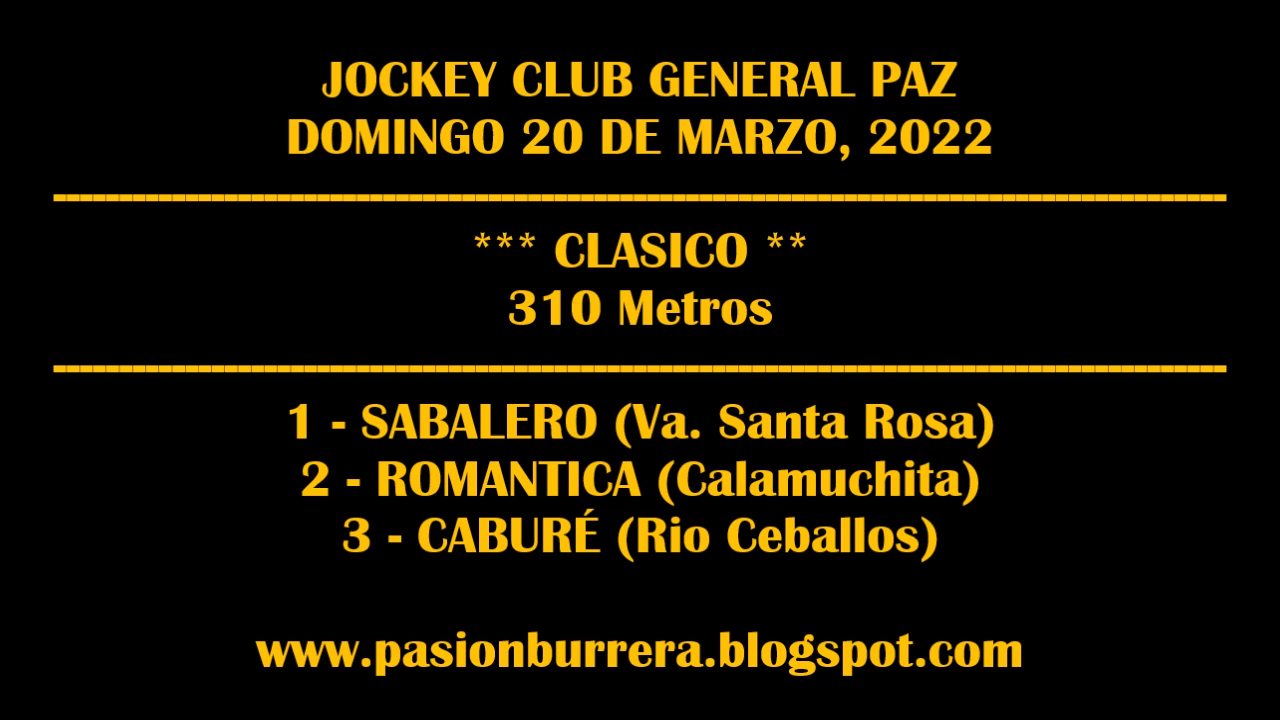 JOCKEY CLUB GENERAL PAZ
DOMINGO 20 DE MARZO, 2022
*** CLASICO **
310 Metros
1 - SABALERO (Va. Santa Rosa)
2 - ROMANTICA (Calamuchita)
3 - CABURÉ (Rio Ceballos)
www.pasionburrera.blogspot.com